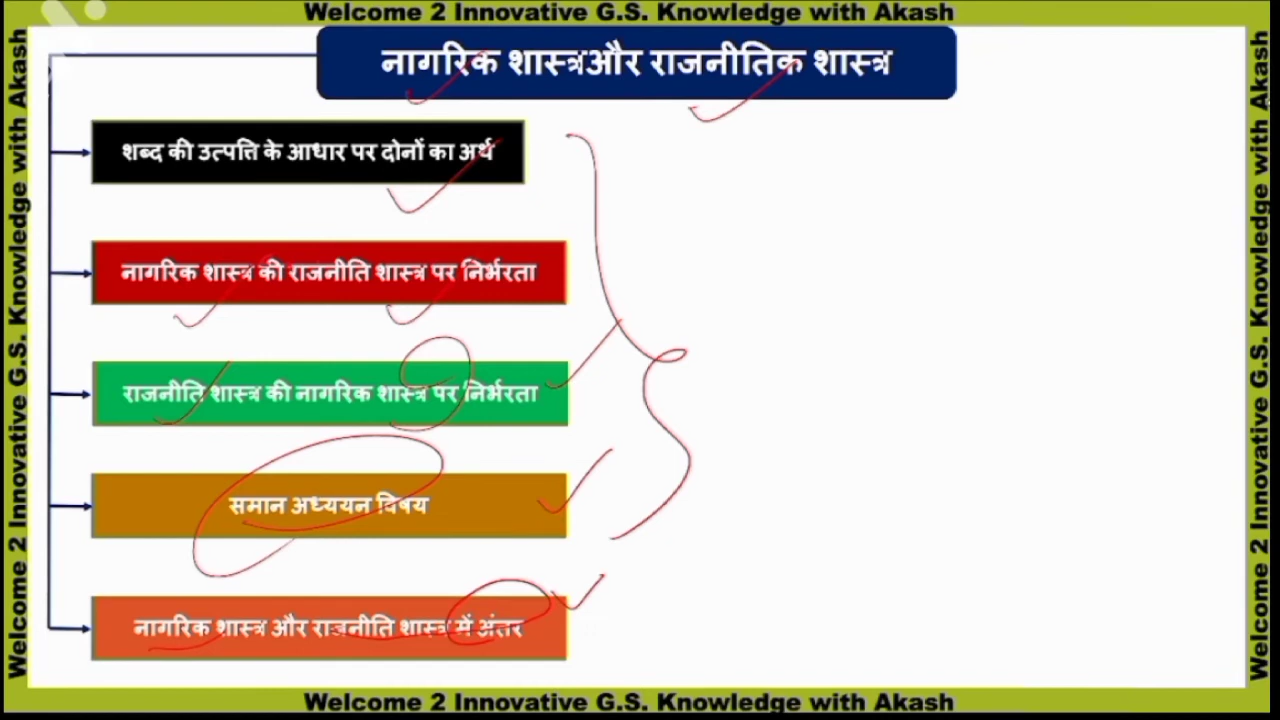 Welcome 2 Innovative G.S. Knowledge with Akash
नागरिक शास्त्रऔर राजनीतिक शास्त्र
शब्द की उत्पत्ति के आधार पर दोनों का अर्थ
नागरिक शास्त्र की राजनीति शास्त्र पर निर्भरता
राजनीति शास्त्र की नागरिक शास्त्र पर निर्भरता
समान अध्ययन विषय
नागरिक शास्त्र और राजनीति शास्त्र में अंतर
Welcome 2 Innovative G.S. Knowledge with Akash
Welcome 2 Innovative G.S. Knowledge with Akash
Welcome 2 Innovative G.S. Knowledge with Akash